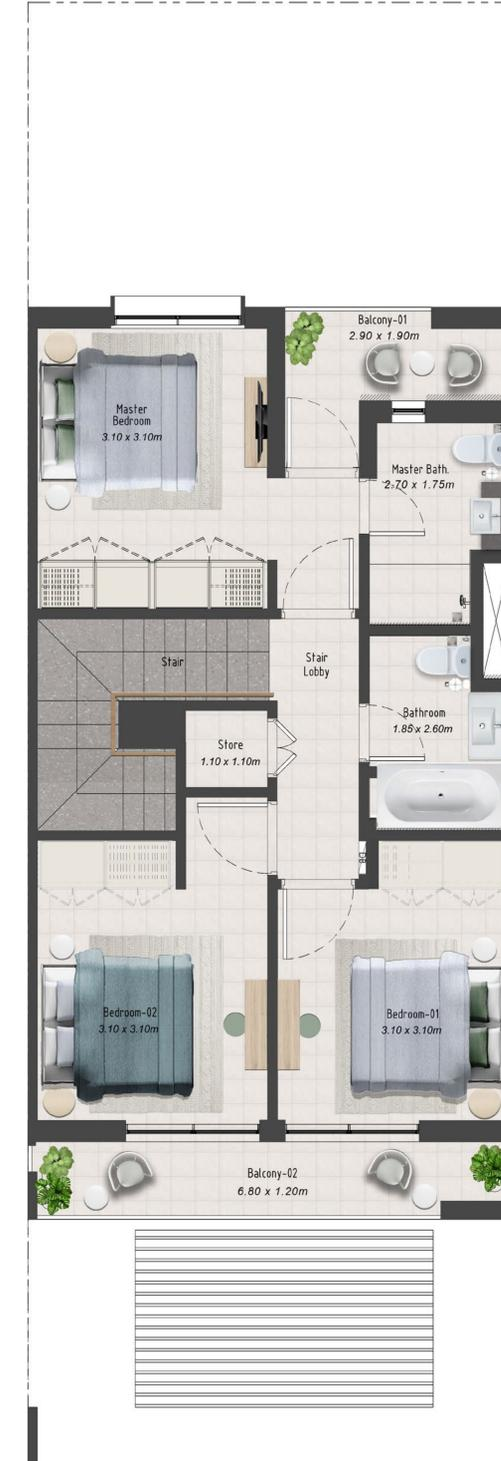 Balcony-01
2.90 x 1.90m
Master
Bedroom
3.10 x 3.10m
Master Bath.
2.70 x 1.75m
Stair
Stair
Lobby
Bathroom
1.85 x 2.60m
Store
1.10 x 1.10m
DB
Bedroom-02
3.10 x 3.10m
Bedroom-01
3.10 x 3.10m
Balcony-02
6.80 x 1.20m